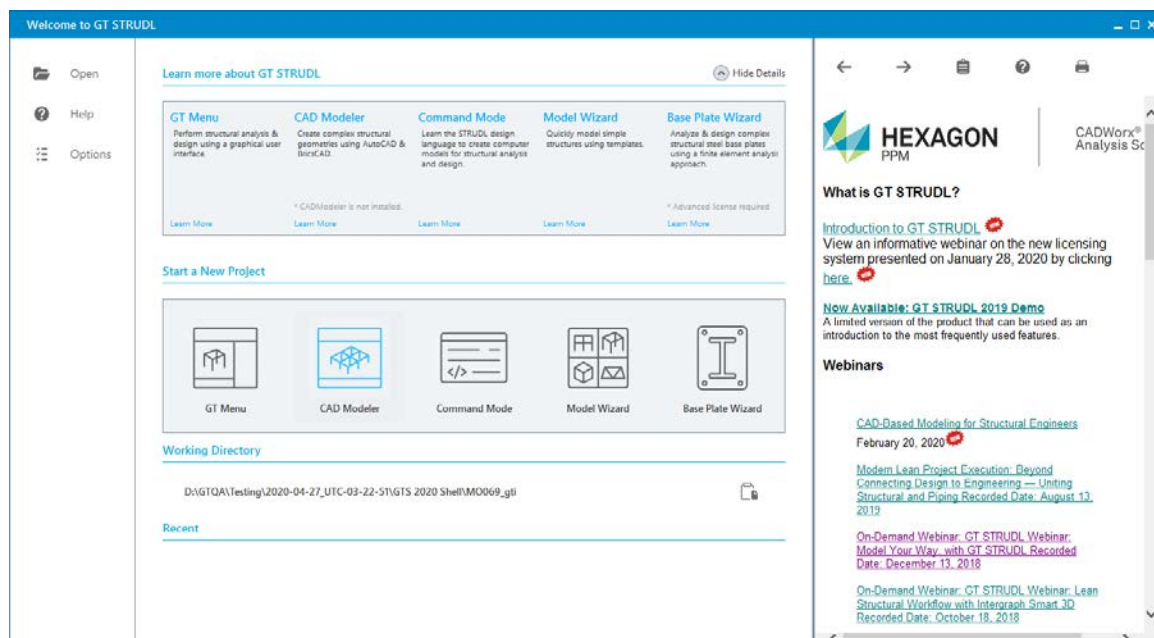 Welcome to GT STRUDL
Open
Help
Options
Learn more about GT STRUDL
Hide Details
GT Menu
Perform structural analysis &
design using a graphical user
interface.
Learn More
CAD Modeler
Create complex structural
geometries using AutoCAD &
BricsCAD.
* CADModeler is not installed.
Learn More
Command Mode
Learn the STRUDL design
language to create computer
models for structural analysis
and design.
Learn More
Model Wizard
Quickly model simple
structures using templates.
Learn More
Base Plate Wizard
Analyze & design complex
structural steel base plates
using a finite element analysis
approach.
* Advanced license required
Learn More
Start a New Project
GT Menu
CAD Modeler
Command Mode
Model Wizard
Base Plate Wizard
Working Directory
D:\GTQA\Testing\2020-04-27_UTC-03-22-51\GTS 2020 Shell\MO069_gti
Recent
HEXAGON
PPM
CADWorx®
Analysis So
What is GT STRUDL?
Introduction to GT STRUDL
View an informative webinar on the new licensing
system presented on January 28, 2020 by clicking
here.
Now Available: GT STRUDL 2019 Demo
A limited version of the product that can be used as an
introduction to the most frequently used features.
Webinars
CAD-Based Modeling for Structural Engineers
February 20, 2020
Modern Lean Project Execution: Beyond
Connecting Design to Engineering — Uniting
Structural and Piping Recorded Date: August 13,
2019
On-Demand Webinar: GT STRUDL Webinar:
Model Your Way, with GT STRUDL Recorded
Date: December 13, 2018
On-Demand Webinar: GT STRUDL Webinar: Lean
Structural Workflow with Intergraph Smart 3D
Recorded Date: October 18, 2018